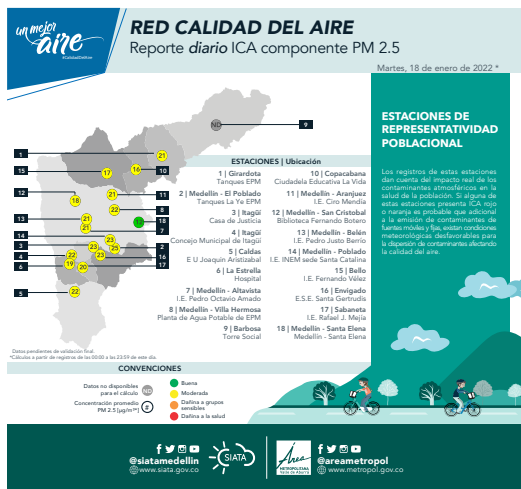 un mejor
aire
#CalidadDelAire
RED CALIDAD DEL AIRE
Reporte diario ICA componente PM 2.5
Martes, 18 de enero de 2022 *
ESTACIONES DE
REPRESENTATIVIDAD
POBLACIONAL
Los registros de estas estaciones
dan cuenta del impacto real de los
contaminantes atmosféricos en la
salud de la población. Si alguna de
estas estaciones presenta ICA rojo
o naranja es probable que adicional
a la emisión de contaminantes de
fuentes móviles y fijas, existan condiciones
meteorológicas desfavorables para
la dispersión de contaminantes afectando
la calidad del aire.
ND
9
1
21
15
17
16
10
12
18
21
11
22
8
13
21
18
21
7
14
23
2
3
23
25
4
22
23
16
6
19
20
17
5
22
ESTACIONES | Ubicación
1 | Girardota
Tanques EPM
2 | Medellín - El Poblado
Tanques La Ye EPM
3 | Itagüí
Casa de Justicia
4 | Itagüí
Concejo Municipal de Itagüí
5 | Caldas
E U Joaquín Aristizabal
6 | La Estrella
Hospital
7 | Medellín - Altavista
I.E. Pedro Octavio Amado
8 | Medellín - Villa Hermosa
Planta de Agua Potable de EPM
9 | Barbosa
Torre Social
10 | Copacabana
Ciudadela Educativa La Vida
11 | Medellín - Aranjuez
I.E. Ciro Mendía
12 | Medellín - San Cristobal
Biblioteca Fernando Botero
13 | Medellín - Belén
I.E. Pedro Justo Berrio
14 | Medellín - Poblado
I.E. INEM sede Santa Catalina
15 | Bello
I.E. Fernando Vélez
16 | Envigado
E.S.E. Santa Gertrudis
17 | Sabaneta
I.E. Rafael J. Mejía
18 | Medellín - Santa Elena
Medellín - Santa Elena
Datos pendientes de validación final.
*Cálculos a partir de registros de las 00:00 a las 23:59 de este día.
CONVENCIONES
Datos no disponibles
para el cálculo
ND
Concentración promedio
PM 2.5 [µg/m³]
#
Buena
Moderada
Dañina a grupos
sensibles
Dañina a la salud
@siatamedellin
www.siata.gov.co
SIATA
Área
METROPOLITANA
Valle de Aburrá
@areametropol
www.metropol.gov.co